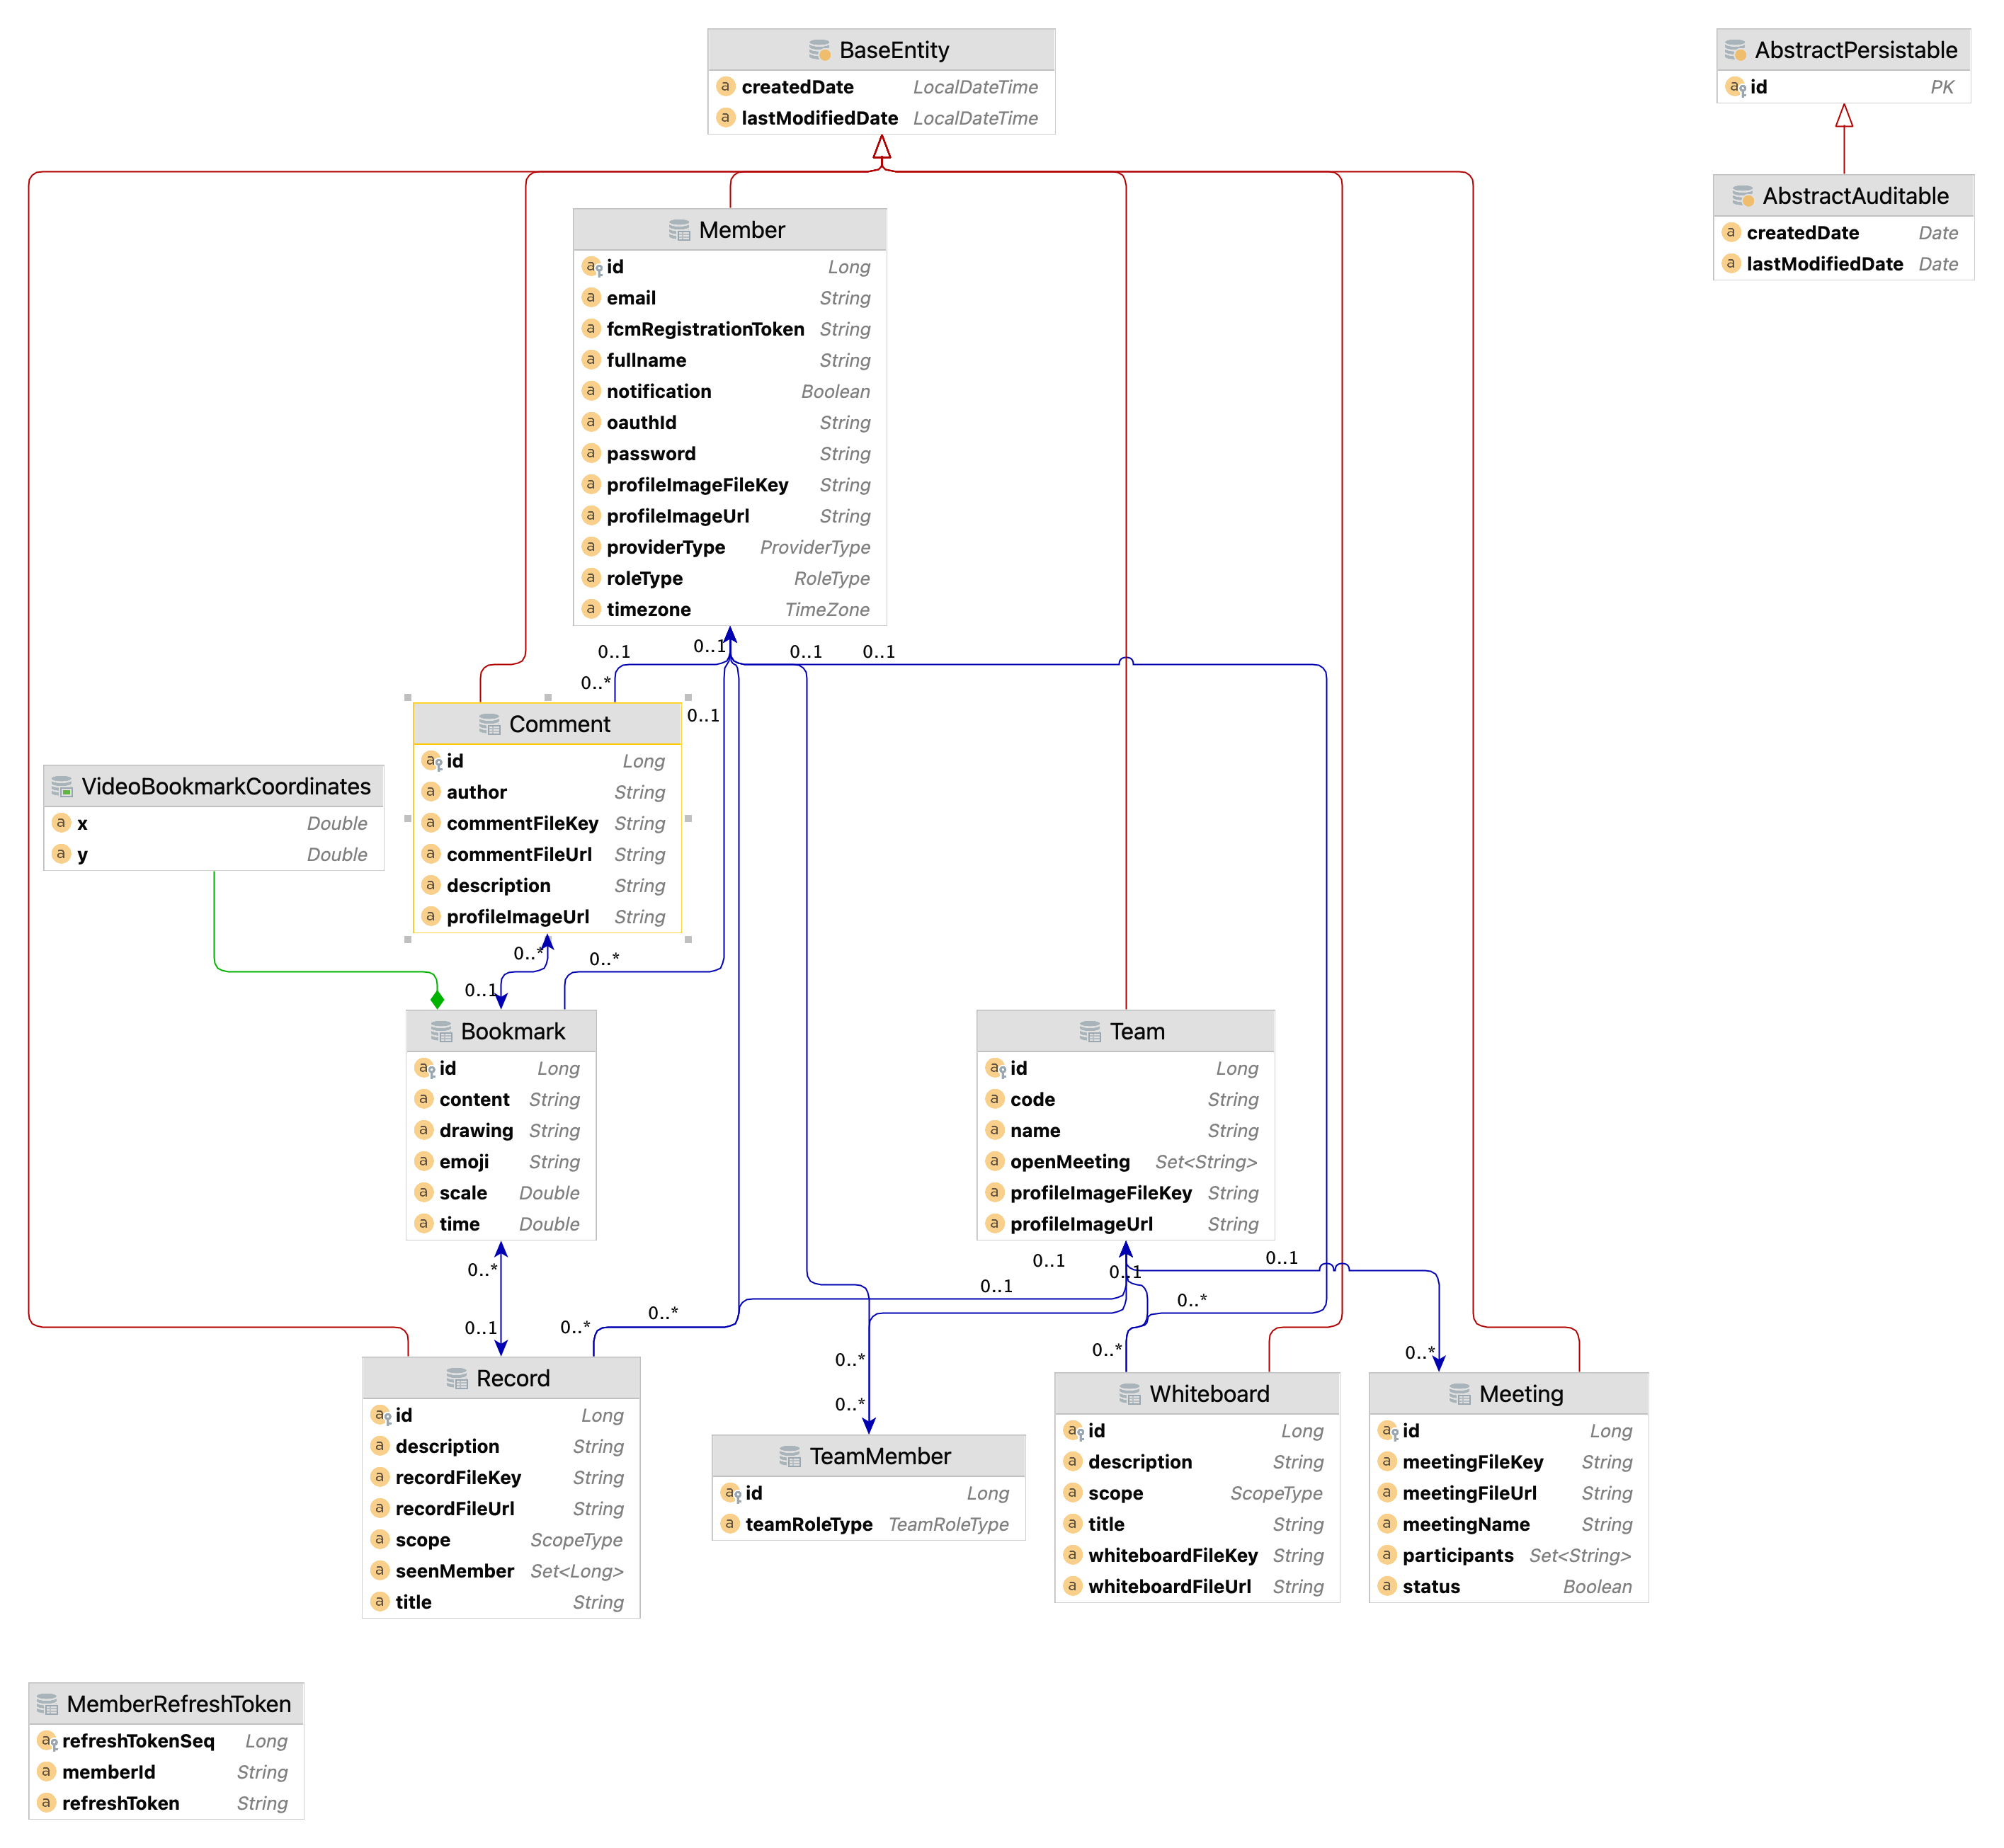 BaseEntity
createdDate LocalDateTime
lastModifiedDate LocalDateTime
AbstractPersistable
id PK
AbstractAuditable
createdDate Date
lastModifiedDate Date
Member
id Long
email String
fcmRegistrationToken String
fullname String
notification Boolean
oauthId String
password String
profileImageFileKey String
profileImageUrl String
providerType ProviderType
roleType RoleType
timezone TimeZone
0..1 0..1 0..1 0..1
0..*
0..1
Comment
id Long
author String
commentFileKey String
commentFileUrl String
description String
profileImageUrl String
VideoBookmarkCoordinates
x Double
y Double
0..* 0..*
0..1
Bookmark
id Long
content String
drawing String
emoji String
scale Double
time Double
Team
id Long
code String
name String
openMeeting Set<String>
profileImageFileKey String
profileImageUrl String
0..* 0..1 0..1 0..1
0..1
0..1 0..* 0..* 0..*
0..* 0..* 0..*
0..*
Record
id Long
description String
recordFileKey String
recordFileUrl String
scope ScopeType
seenMember Set<Long>
title String
TeamMember
id Long
teamRoleType TeamRoleType
Whiteboard
id Long
description String
scope ScopeType
title String
whiteboardFileKey String
whiteboardFileUrl String
Meeting
id Long
meetingFileKey String
meetingFileUrl String
meetingName String
participants Set<String>
status Boolean
MemberRefreshToken
refreshTokenSeq Long
memberId String
refreshToken String